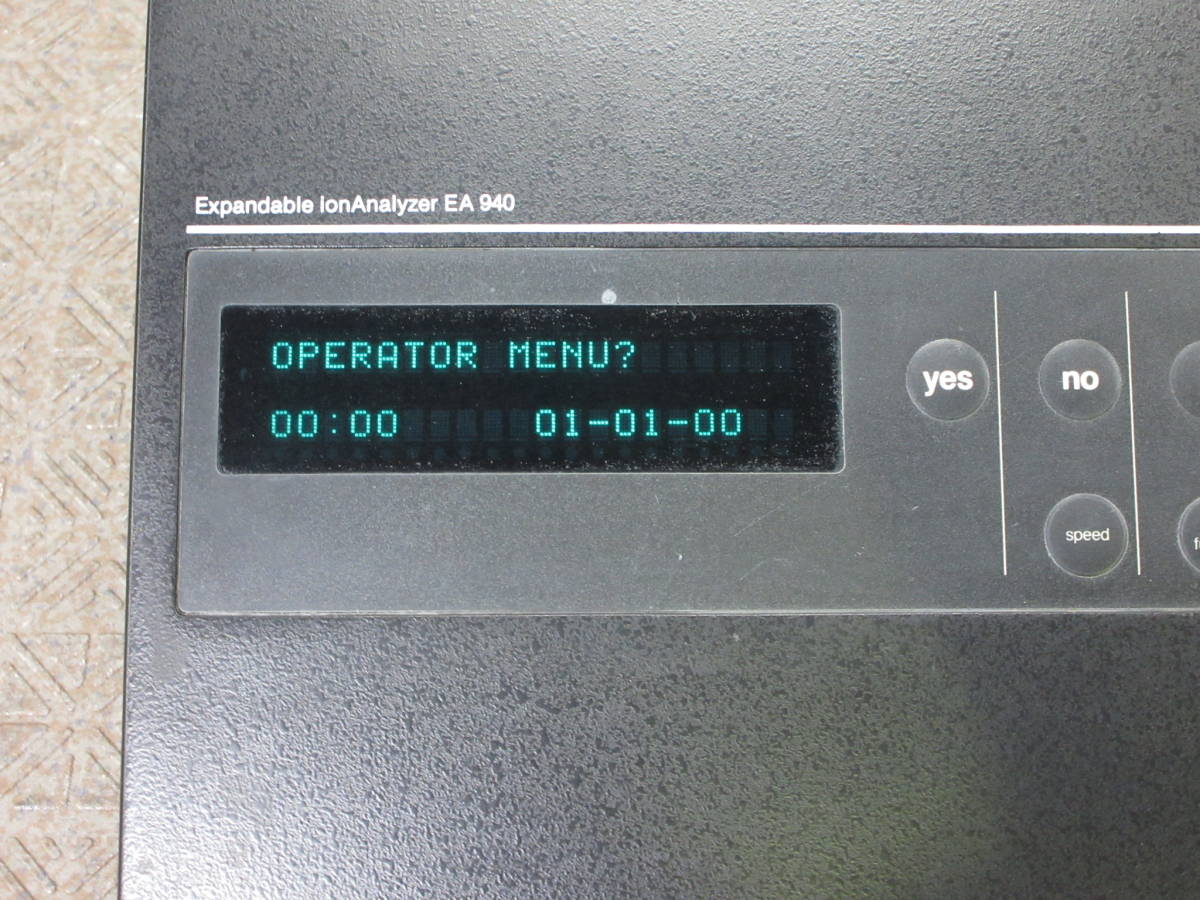 Expandable IonAnalyzer EA 940
OPERATOR MENU?
00:00 01-01-00
yes no
speed